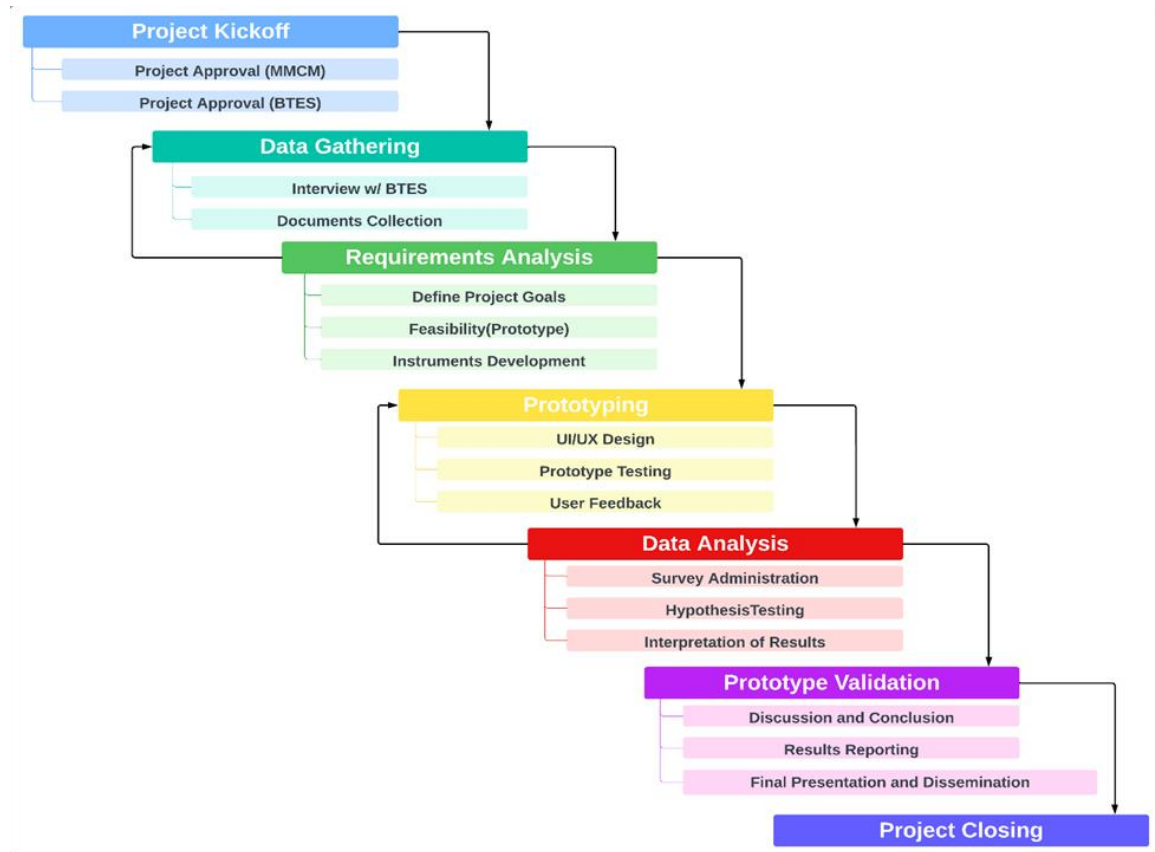 Project Kickoff
Project Approval (MMCM)
Project Approval (BTES)
Data Gathering
Interview w/ BTES
Documents Collection
Requirements Analysis
Define Project Goals
Feasibility(Prototype)
Instruments Development
Prototyping
UI/UX Design
Prototype Testing
User Feedback
Data Analysis
Survey Administration
HypothesisTesting
Interpretation of Results
Prototype Validation
Discussion and Conclusion
Results Reporting
Final Presentation and Dissemination
Project Closing